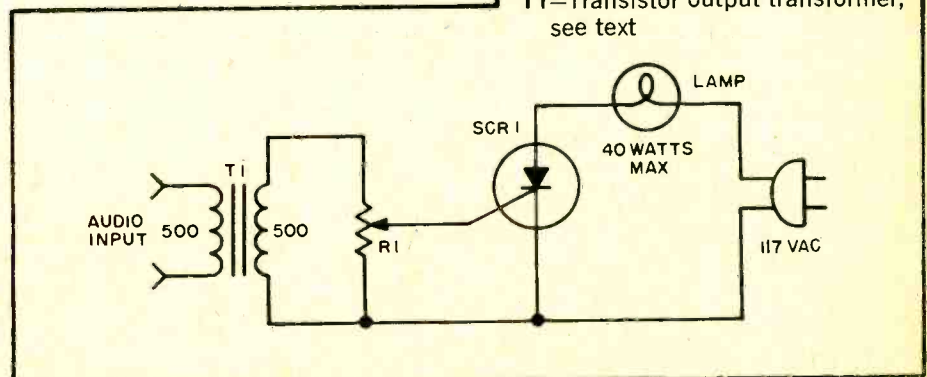 T1—Transistor output transformer,
see text
LAMP
SCR 1
40 WATTS
MAX
T1
AUDIO
INPUT
500
500
R1
117 VAC